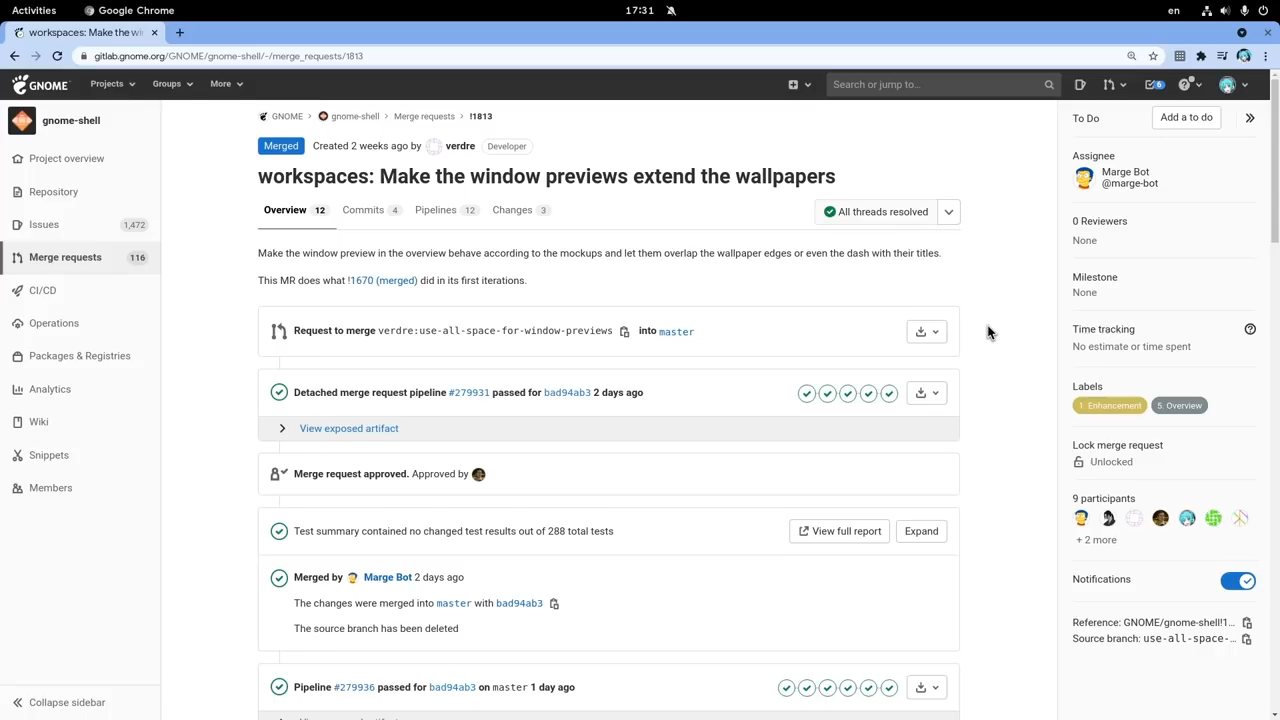 Activities Google Chrome 17:31 en
workspaces: Make the win
gitlab.gnome.org/GNOME/gnome-shell/-/merge_requests/1813
GNOME Projects Groups More Search or jump to... 6
gnome-shell
Project overview
Repository
Issues 1,472
Merge requests 116
CI/CD
Operations
Packages & Registries
Analytics
Wiki
Snippets
Members
Collapse sidebar
GNOME > gnome-shell > Merge requests > !1813
Merged Created 2 weeks ago by verdre Developer
workspaces: Make the window previews extend the wallpapers
Overview 12 Commits 4 Pipelines 12 Changes 3 All threads resolved
Make the window preview in the overview behave according to the mockups and let them overlap the wallpaper edges or even the dash with their titles.
This MR does what !1670 (merged) did in its first iterations.
Request to merge verdre:use-all-space-for-window-previews into master
Detached merge request pipeline #279931 passed for bad94ab3 2 days ago
View exposed artifact
Merge request approved. Approved by
Test summary contained no changed test results out of 288 total tests View full report Expand
Merged by Marge Bot 2 days ago
The changes were merged into master with bad94ab3
The source branch has been deleted
Pipeline #279936 passed for bad94ab3 on master 1 day ago
To Do Add a to do
Assignee
Marge Bot
@marge-bot
0 Reviewers
None
Milestone
None
Time tracking
No estimate or time spent
Labels
1. Enhancement 5. Overview
Lock merge request
Unlocked
9 participants
+ 2 more
Notifications
Reference: GNOME/gnome-shell!1...
Source branch: use-all-space-...